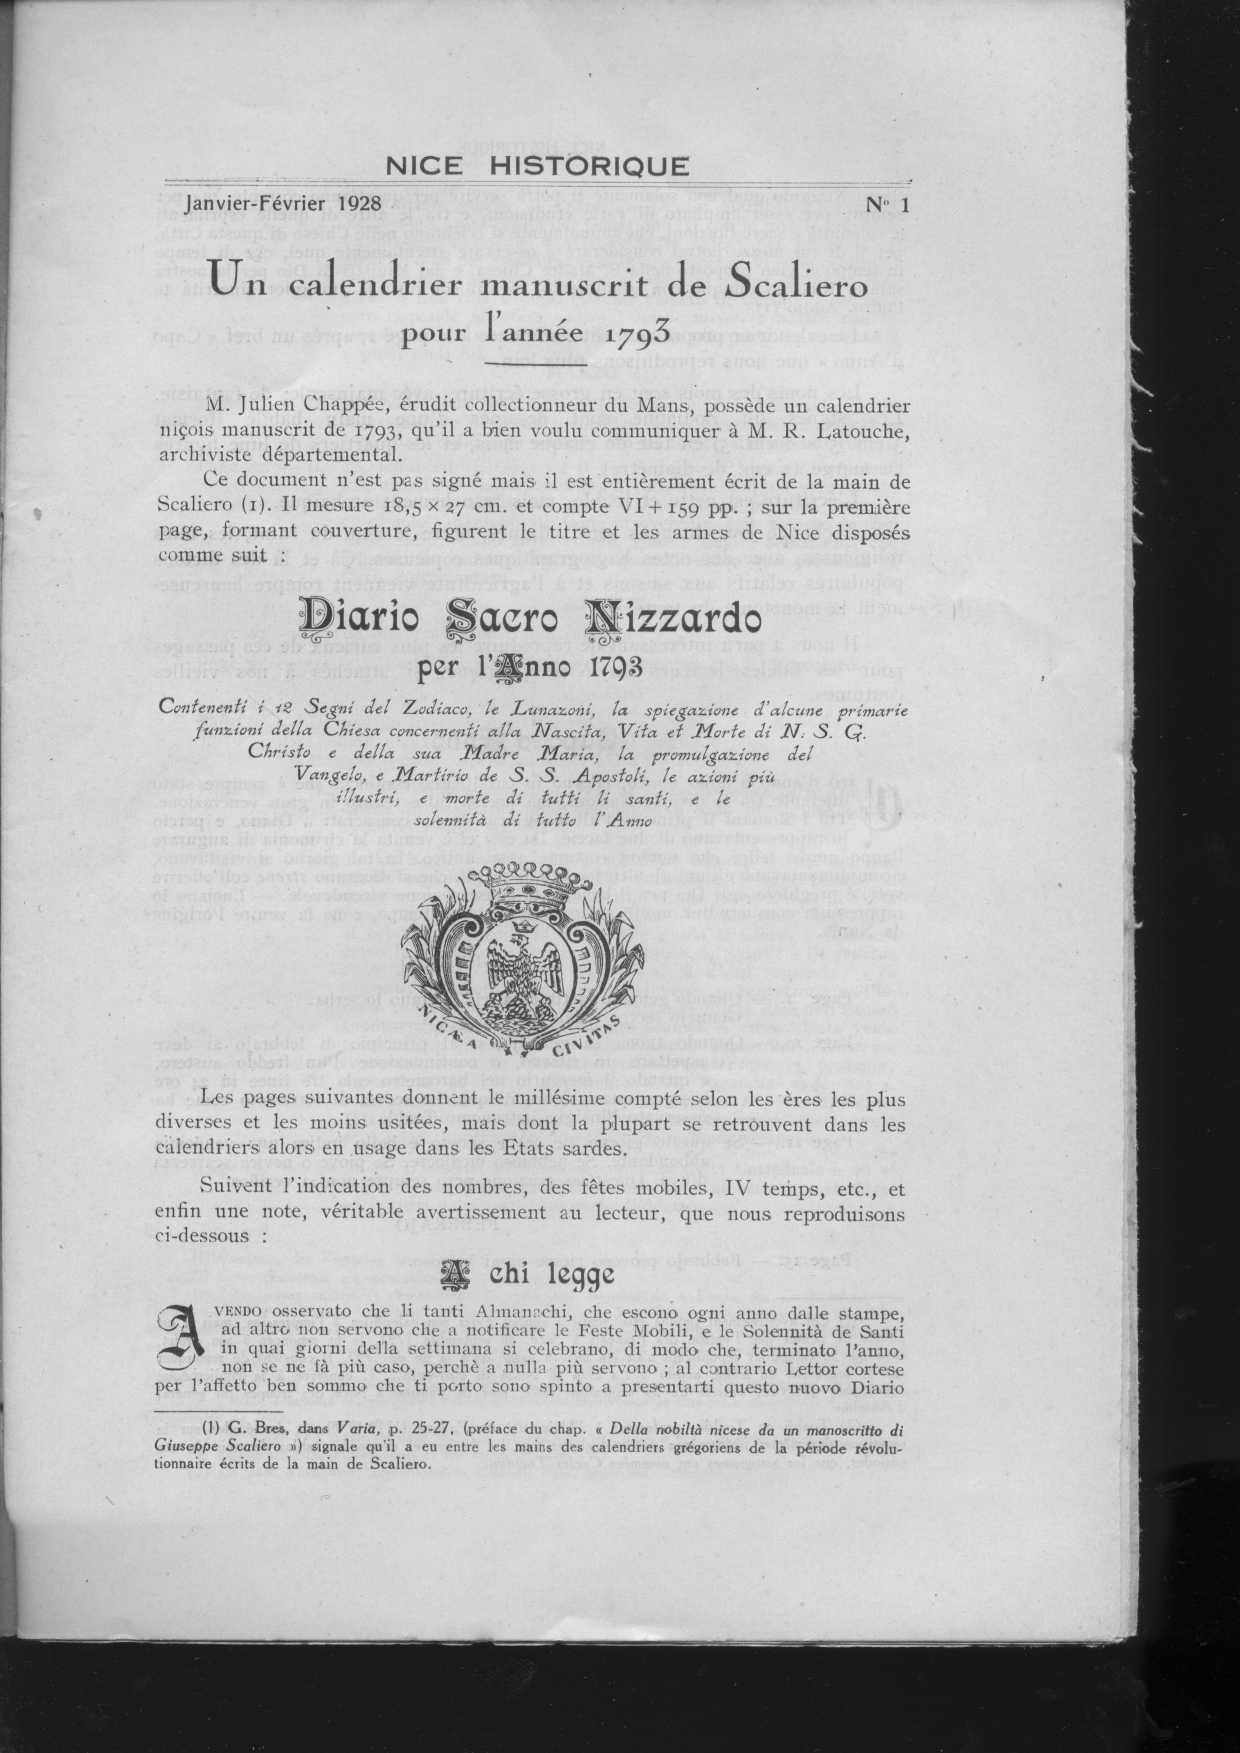 NICE HISTORIQUE
Janvier-Février 1928 N° 1
Un calendrier manuscrit de Scaliero
pour l'année 1793
M. Julien Chappée, érudit collectionneur du Mans, possède un calendrier
niçois manuscrit de 1793, qu'il a bien voulu communiquer à M. R. Latouche,
archiviste départemental.
Ce document n'est pas signé mais il est entièrement écrit de la main de
Scaliero (1). Il mesure 18,5 × 27 cm. et compte VI + 159 pp. ; sur la première
page, formant couverture, figurent le titre et les armes de Nice disposés
comme suit :
Diario Sacro Nizzardo
per l'Anno 1793
Contenenti i 12 Segni del Zodiaco, le Lunazoni, la spiegazione d'alcune primarie
funzioni della Chiesa concernenti alla Nascita, Vita et Morte di N. S. G.
Christo e della sua Madre Maria, la promulgazione del
Vangelo, e Martirio de S. S. Apostoli, le azioni più
illustri, e morte di tutti li santi, e le
solennità di tutto l'Anno
NICÆA CIVITAS
Les pages suivantes donnent le millésime compté selon les ères les plus
diverses et les moins usitées, mais dont la plupart se retrouvent dans les
calendriers alors en usage dans les Etats sardes.
Suivent l'indication des nombres, des fêtes mobiles, IV temps, etc., et
enfin une note, véritable avertissement au lecteur, que nous reproduisons
ci-dessous :
A chi legge
AVENDO osservato che li tanti Almanachi, che escono ogni anno dalle stampe,
ad altro non servono che a notificare le Feste Mobili, e le Solennità de Santi
in quai giorni della settimana si celebrano, di modo che, terminato l'anno,
non se ne fà più caso, perchè a nulla più servono ; al contrario Lettor cortese
per l'affetto ben sommo che ti porto sono spinto a presentarti questo nuovo Diario
(1) G. Bres, dans Varia, p. 25-27, (préface du chap. « Della nobiltà nicese da un manoscritto di
Giuseppe Scaliero ») signale qu'il a eu entre les mains des calendriers grégoriens de la période révolu-
tionnaire écrits de la main de Scaliero.